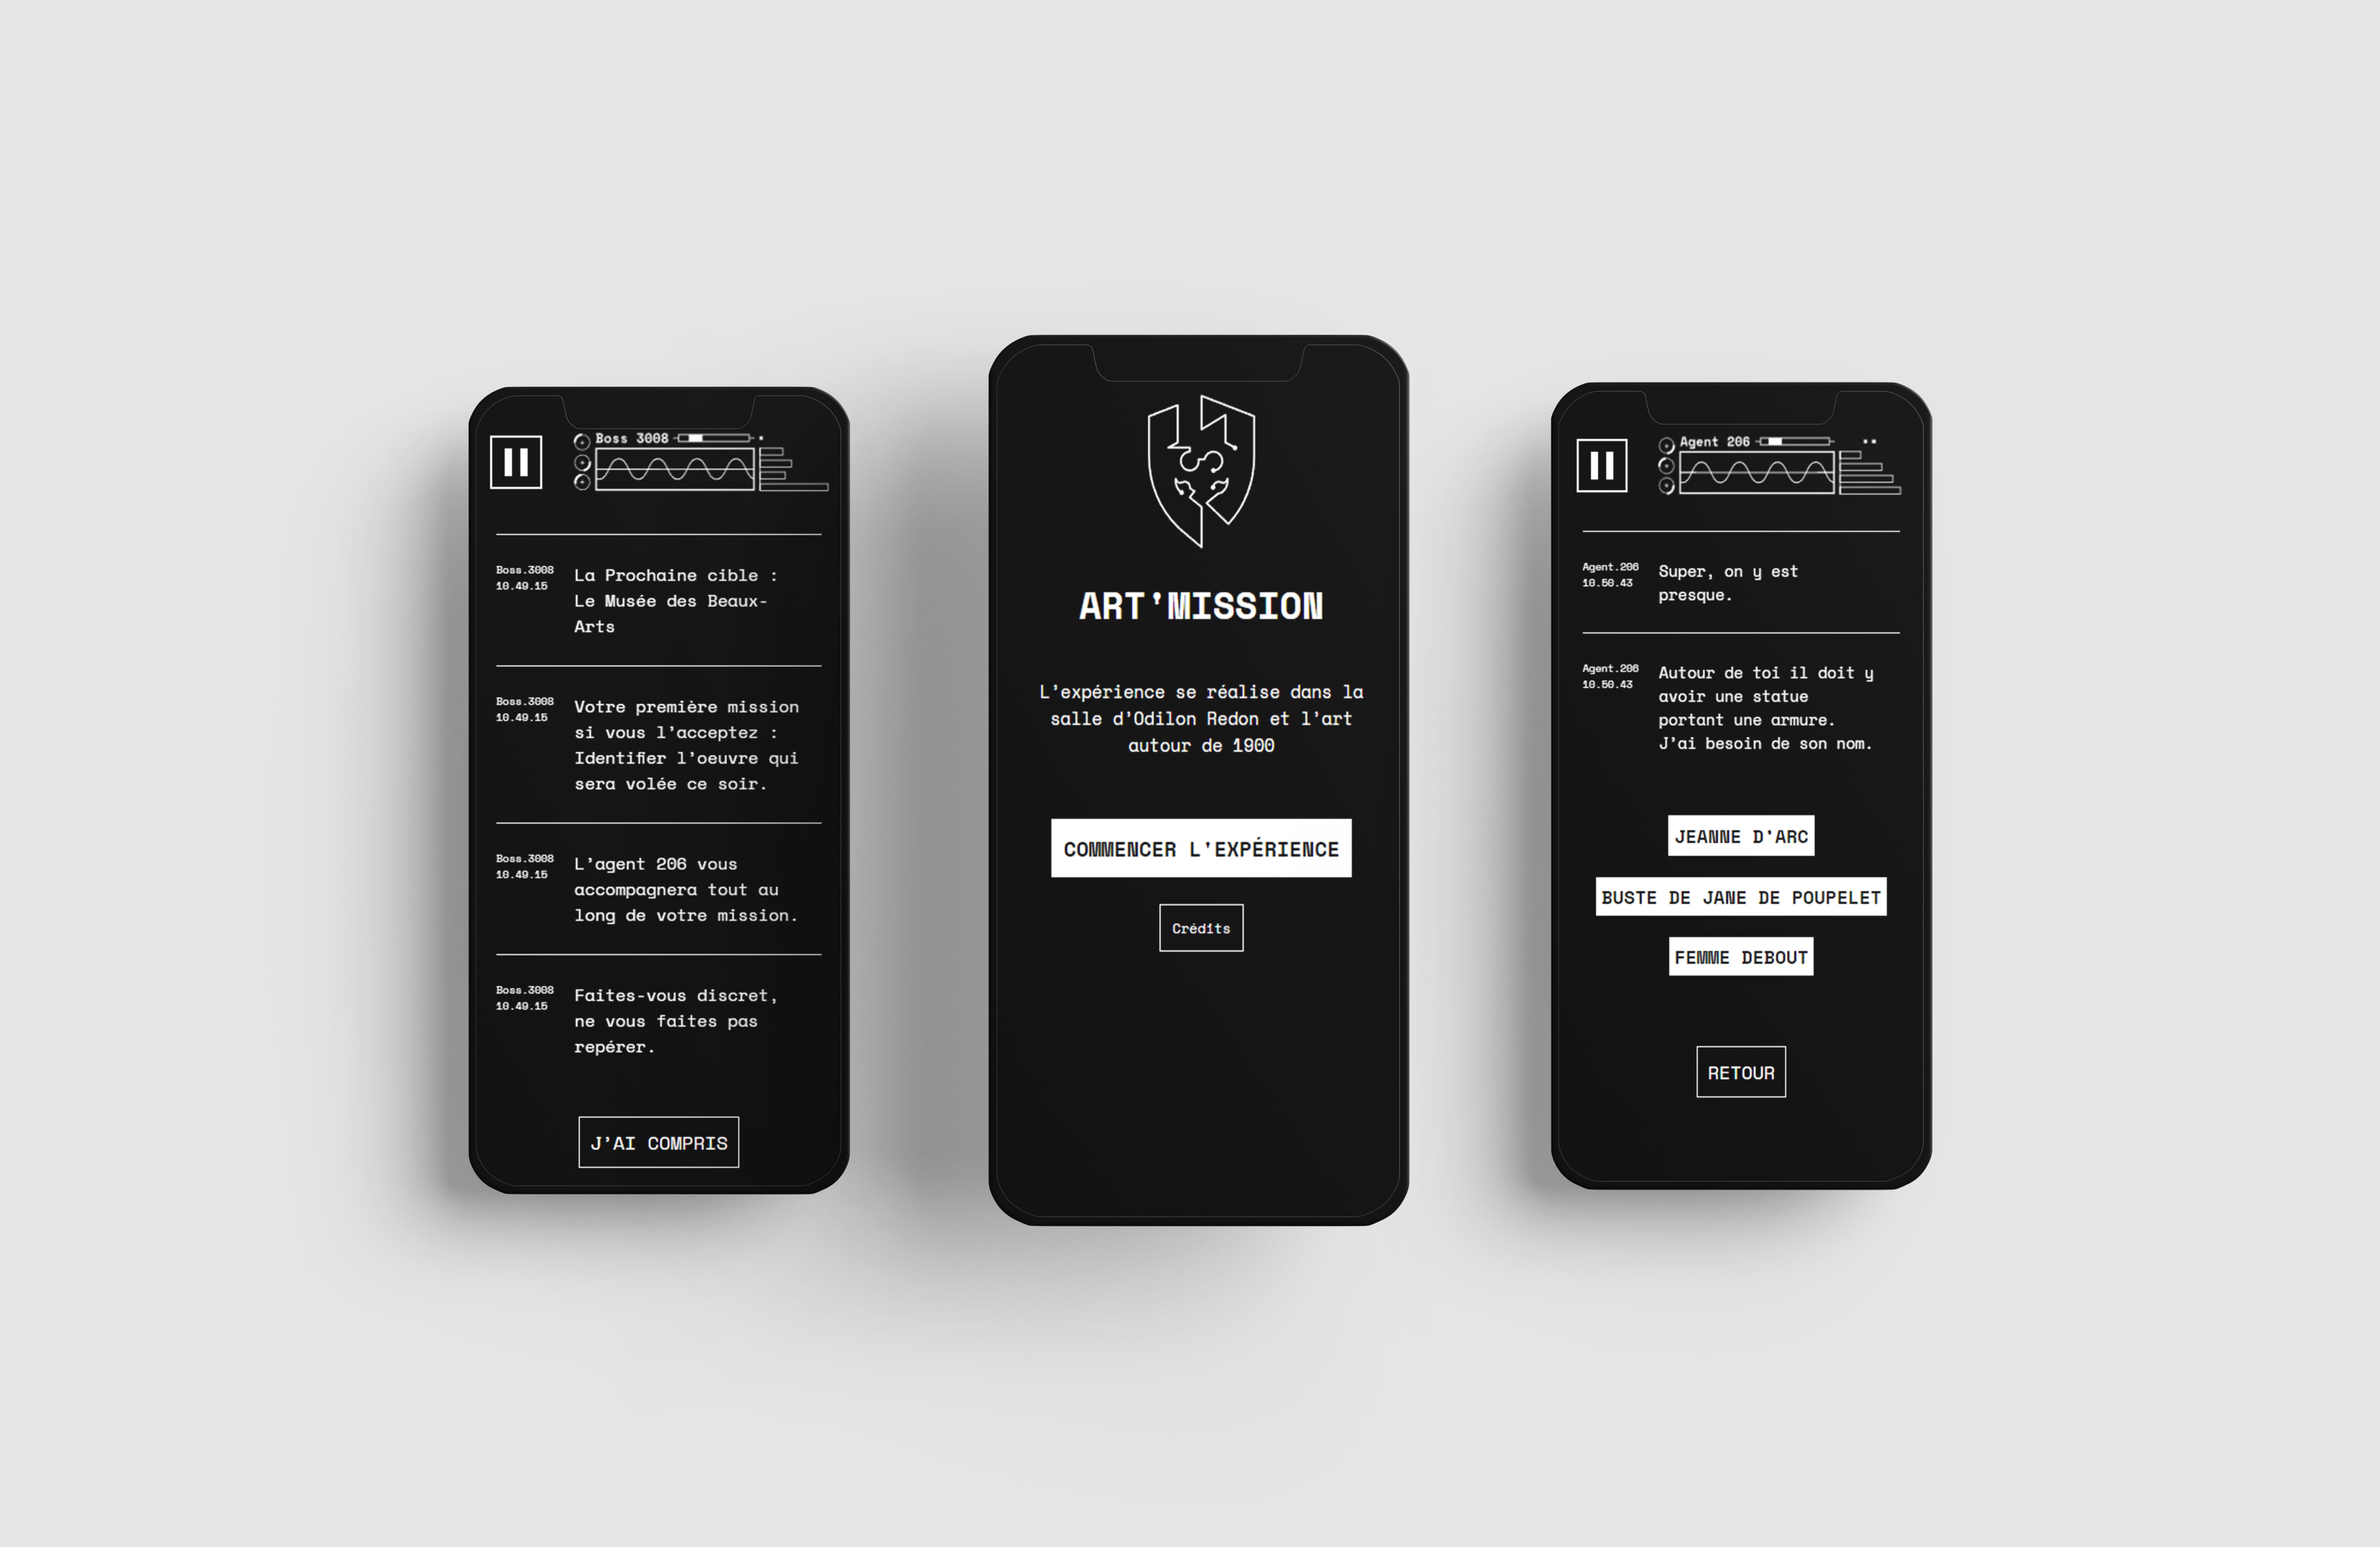 Boss 3008
Boss.3008
10.49.15
La Prochaine cible :
Le Musée des Beaux-
Arts
Boss.3008
10.49.15
Votre première mission
si vous l'acceptez :
Identifier l'oeuvre qui
sera volée ce soir.
Boss.3008
10.49.15
L'agent 206 vous
accompagnera tout au
long de votre mission.
Boss.3008
10.49.15
Faites-vous discret,
ne vous faites pas
repérer.
J'AI COMPRIS
ART'MISSION
L'expérience se réalise dans la
salle d'Odilon Redon et l'art
autour de 1900
COMMENCER L'EXPÉRIENCE
Crédits
Agent 206
Agent.206
10.50.43
Super, on y est
presque.
Agent.206
10.50.43
Autour de toi il doit y
avoir une statue
portant une armure.
J'ai besoin de son nom.
JEANNE D'ARC
BUSTE DE JANE DE POUPELET
FEMME DEBOUT
RETOUR